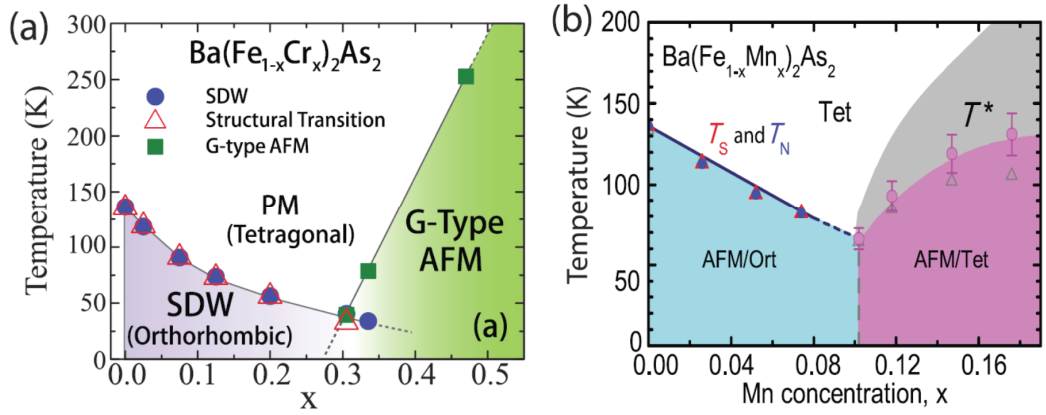 (a)
Ba(Fe1-xCrx)2As2
SDW
Structural Transition
G-type AFM
PM
(Tetragonal)
G-Type
AFM
SDW
(Orthorhombic)
(a)
Temperature (K)
300
250
200
150
100
50
0
0.0 0.1 0.2 0.3 0.4 0.5
x
(b)
Ba(Fe1-xMnx)2As2
Tet
T*
TS and TN
AFM/Ort
AFM/Tet
Temperature (K)
200
150
100
50
0
0.00 0.04 0.08 0.12 0.16
Mn concentration, x